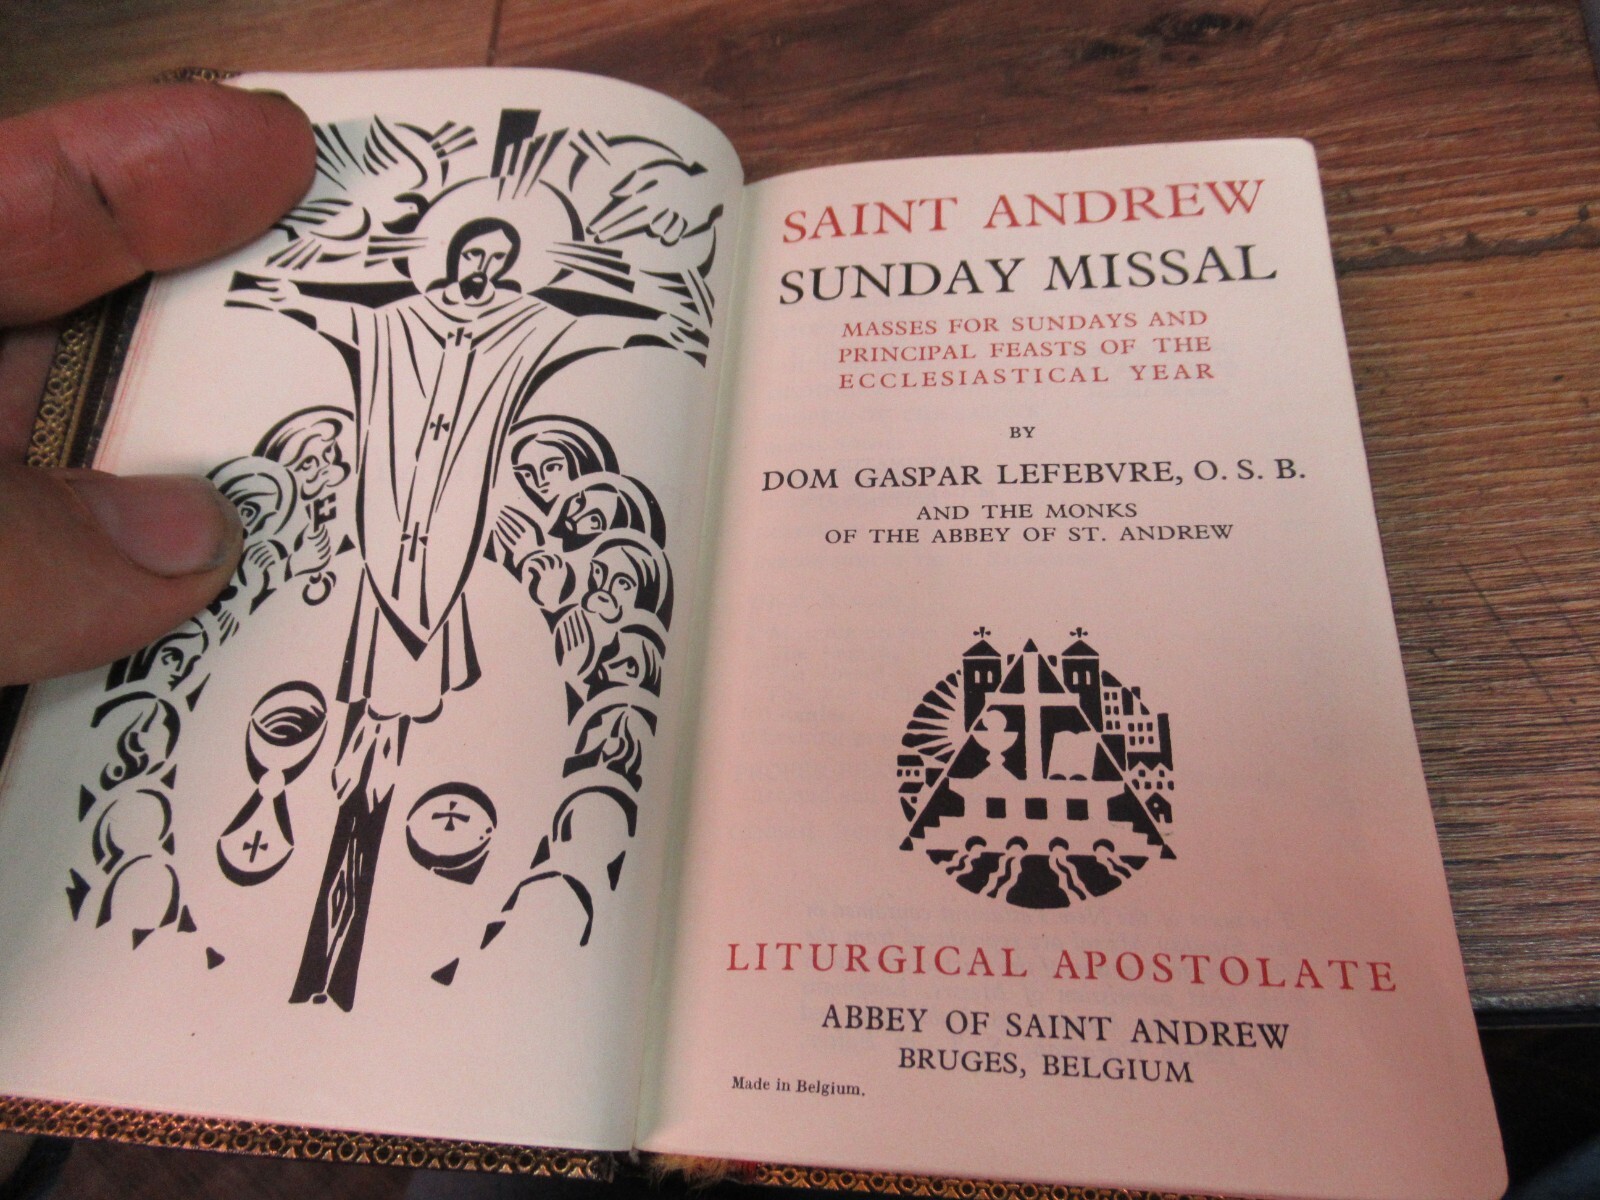 SAINT ANDREW
SUNDAY MISSAL
MASSES FOR SUNDAYS AND
PRINCIPAL FEASTS OF THE
ECCLESIASTICAL YEAR
BY
DOM GASPAR LEFEBVRE, O. S. B.
AND THE MONKS
OF THE ABBEY OF ST. ANDREW
LITURGICAL APOSTOLATE
ABBEY OF SAINT ANDREW
BRUGES, BELGIUM
Made in Belgium.